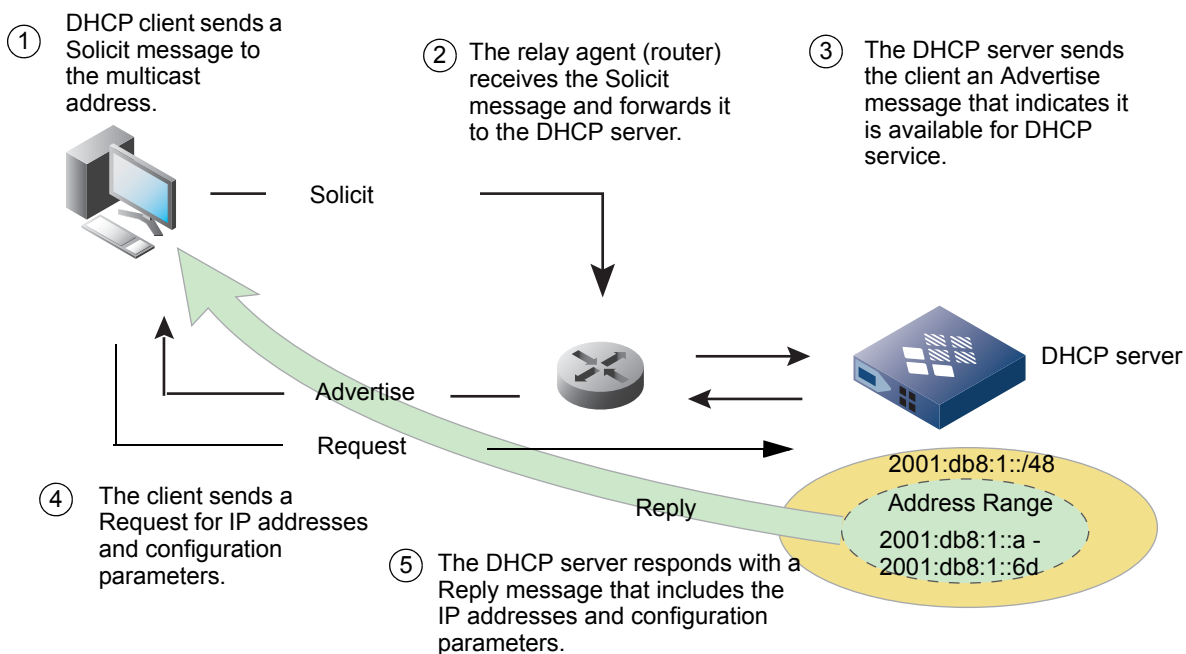 1
DHCP client sends a
Solicit message to
the multicast
address.
2
The relay agent (router)
receives the Solicit
message and forwards it
to the DHCP server.
3
The DHCP server sends
the client an Advertise
message that indicates it
is available for DHCP
service.
Solicit
DHCP server
Advertise
Request
2001:db8:1::/48
Address Range
2001:db8:1::a -
2001:db8:1::6d
Reply
4
The client sends a
Request for IP addresses
and configuration
parameters.
5
The DHCP server responds with a
Reply message that includes the
IP addresses and configuration
parameters.